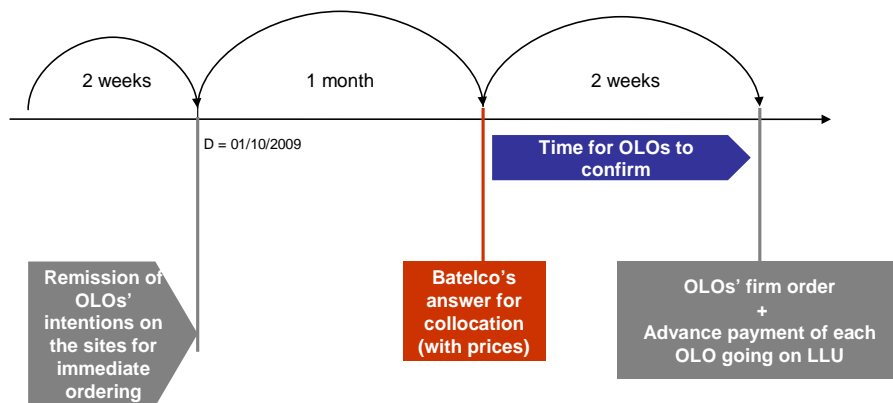 2 weeks
1 month
2 weeks
D = 01/10/2009
Time for OLOs to
confirm
Remission of
OLOs'
intentions on
the sites for
immediate
ordering
Batelco's
answer for
collocation
(with prices)
OLOs' firm order
+
Advance payment of each
OLO going on LLU